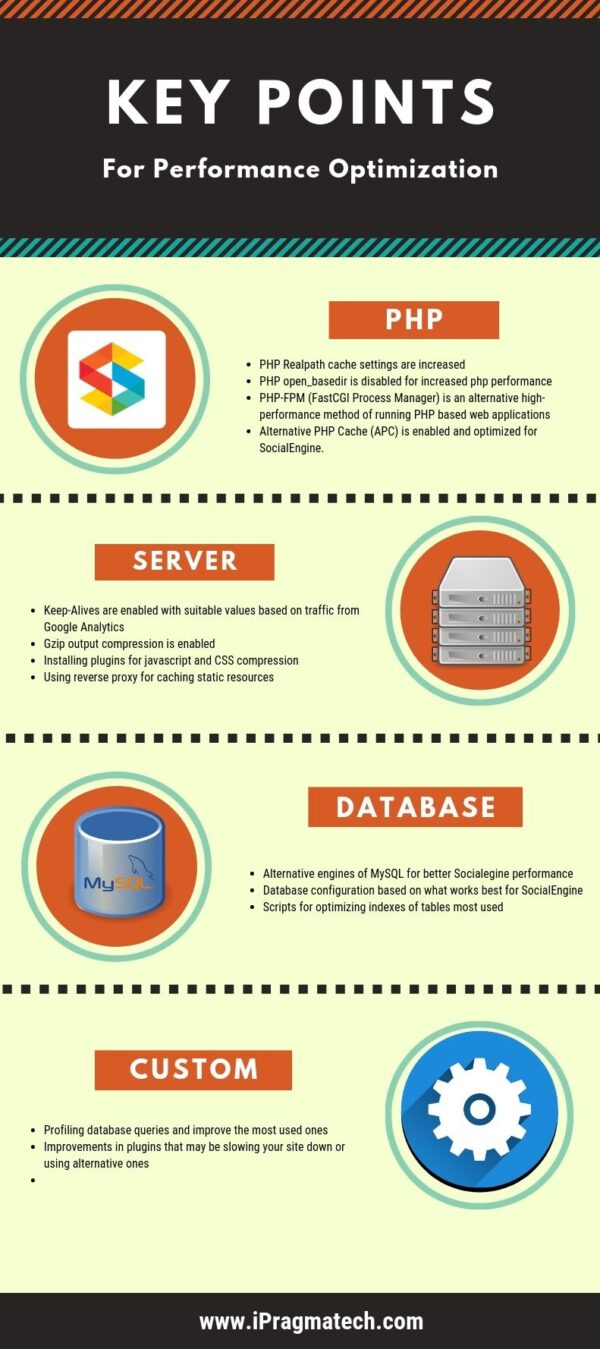 KEY POINTS
For Performance Optimization
PHP
• PHP Realpath cache settings are increased
• PHP open_basedir is disabled for increased php performance
• PHP-FPM (FastCGI Process Manager) is an alternative high-
performance method of running PHP based web applications
• Alternative PHP Cache (APC) is enabled and optimized for
SocialEngine.
SERVER
• Keep-Alives are enabled with suitable values based on traffic from
Google Analytics
• Gzip output compression is enabled
• Installing plugins for javascript and CSS compression
• Using reverse proxy for caching static resources
MySQL
DATABASE
• Alternative engines of MySQL for better Socialegine performance
• Database configuration based on what works best for SocialEngine
• Scripts for optimizing indexes of tables most used
CUSTOM
• Profiling database queries and improve the most used ones
• Improvements in plugins that may be slowing your site down or
using alternative ones
•
www.iPragmatech.com